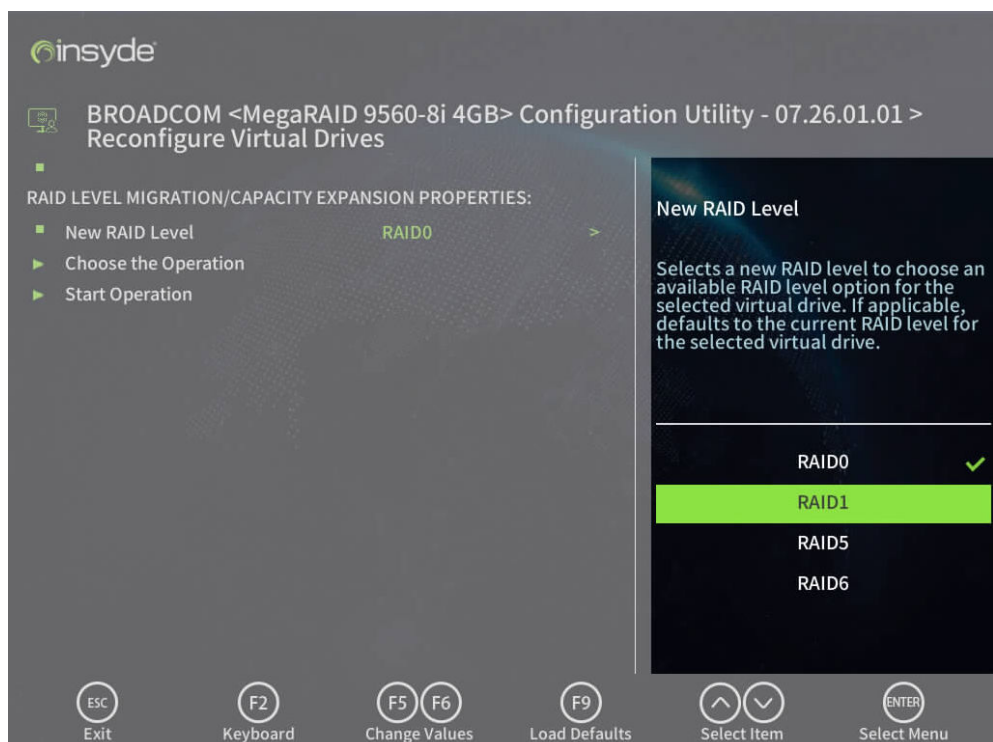 insyde
BROADCOM <MegaRAID 9560-8i 4GB> Configuration Utility - 07.26.01.01 >
Reconfigure Virtual Drives
RAID LEVEL MIGRATION/CAPACITY EXPANSION PROPERTIES:
New RAID Level RAID0 >
Choose the Operation
Start Operation
New RAID Level
Selects a new RAID level to choose an
available RAID level option for the
selected virtual drive. If applicable,
defaults to the current RAID level for
the selected virtual drive.
RAID0
RAID1
RAID5
RAID6
ESC F2 F5 F6 F9 ENTER
Exit Keyboard Change Values Load Defaults Select Item Select Menu